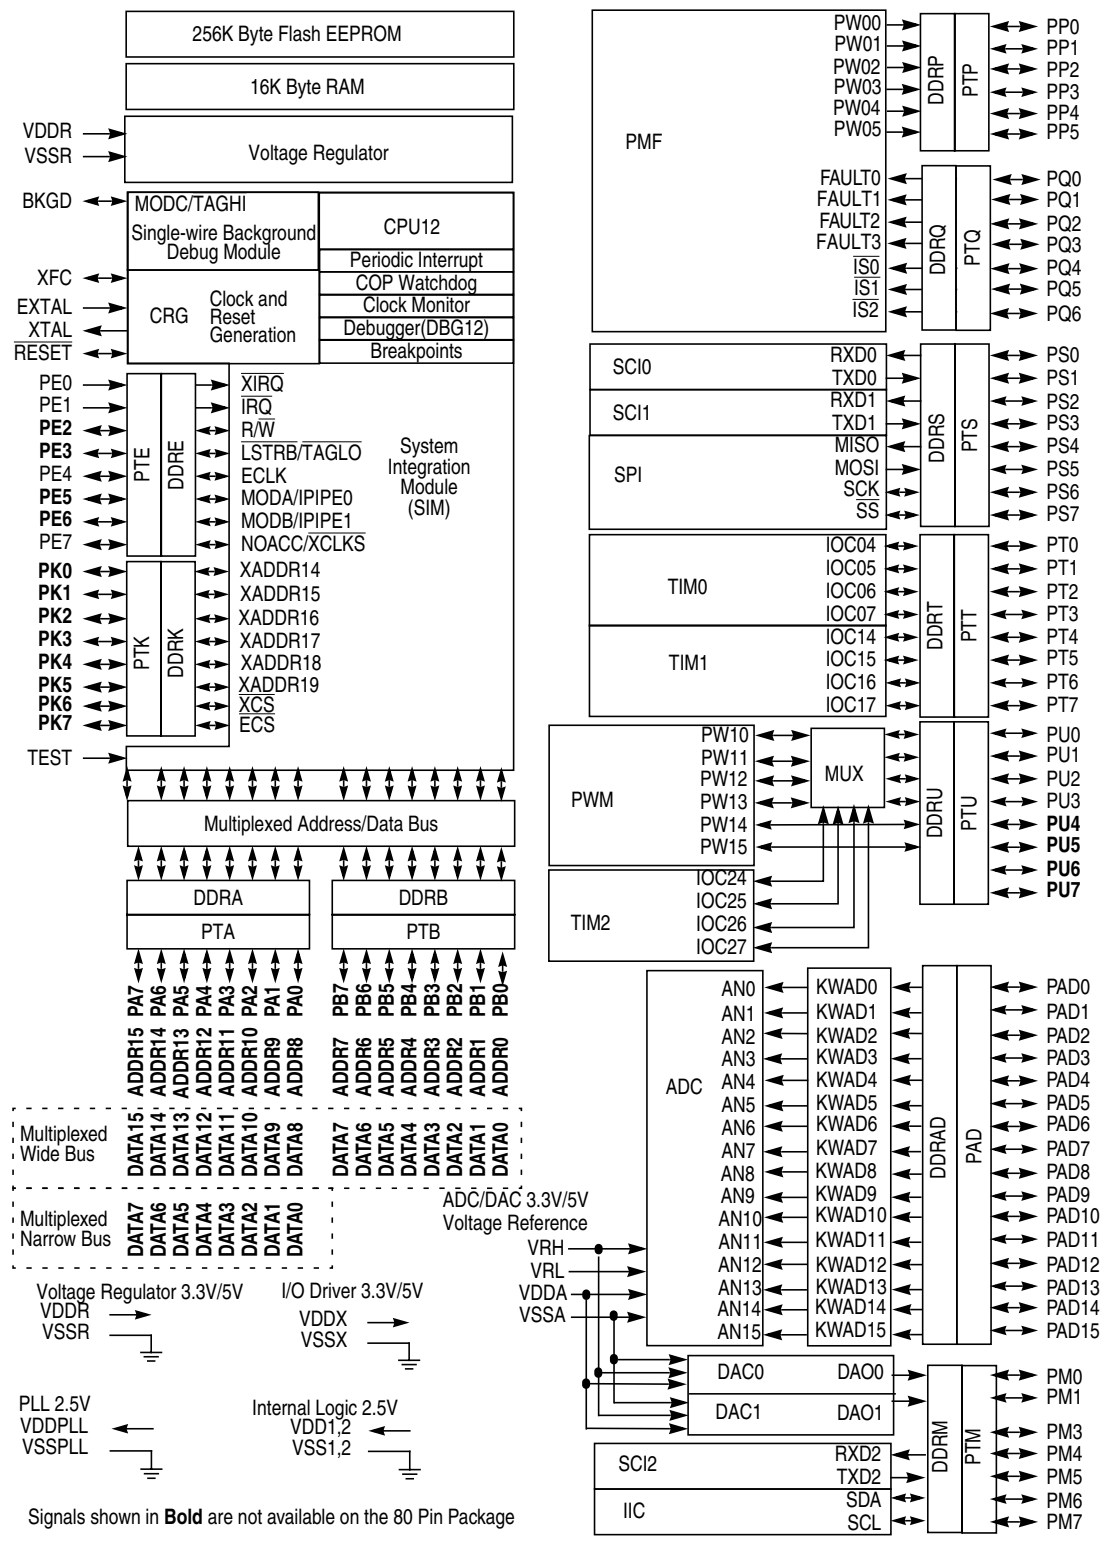 256K Byte Flash EEPROM
16K Byte RAM
VDDR
VSSR
Voltage Regulator
BKGD
MODC/TAGHI
Single-wire Background
Debug Module
CPU12
Periodic Interrupt
COP Watchdog
Clock Monitor
Debugger(DBG12)
Breakpoints
XFC
EXTAL
XTAL
RESET
CRG
Clock and
Reset
Generation
PE0
PE1
PE2
PE3
PE4
PE5
PE6
PE7
PTE
DDRE
XIRQ
IRQ
R/W
LSTRB/TAGLO
ECLK
MODA/IPIPE0
MODB/IPIPE1
NOACC/XCLKS
System
Integration
Module
(SIM)
PK0
PK1
PK2
PK3
PK4
PK5
PK6
PK7
PTK
DDRK
XADDR14
XADDR15
XADDR16
XADDR17
XADDR18
XADDR19
XCS
ECS
TEST
Multiplexed Address/Data Bus
DDRA
DDRB
PTA
PTB
PA7
PA6
PA5
PA4
PA3
PA2
PA1
PA0
PB7
PB6
PB5
PB4
PB3
PB2
PB1
PB0
ADDR15
ADDR14
ADDR13
ADDR12
ADDR11
ADDR10
ADDR9
ADDR8
ADDR7
ADDR6
ADDR5
ADDR4
ADDR3
ADDR2
ADDR1
ADDR0
Multiplexed
Wide Bus
DATA15
DATA14
DATA13
DATA12
DATA11
DATA10
DATA9
DATA8
DATA7
DATA6
DATA5
DATA4
DATA3
DATA2
DATA1
DATA0
Multiplexed
Narrow Bus
DATA7
DATA6
DATA5
DATA4
DATA3
DATA2
DATA1
DATA0
Voltage Regulator 3.3V/5V
VDDR
VSSR
I/O Driver 3.3V/5V
VDDX
VSSX
PLL 2.5V
VDDPLL
VSSPLL
Internal Logic 2.5V
VDD1,2
VSS1,2
Signals shown in Bold are not available on the 80 Pin Package
PMF
PW00
PW01
PW02
PW03
PW04
PW05
DDRP
PTP
PP0
PP1
PP2
PP3
PP4
PP5
FAULT0
FAULT1
FAULT2
FAULT3
IS0
IS1
IS2
DDRQ
PTQ
PQ0
PQ1
PQ2
PQ3
PQ4
PQ5
PQ6
SCI0
SCI1
SPI
RXD0
TXD0
RXD1
TXD1
MISO
MOSI
SCK
SS
DDRS
PTS
PS0
PS1
PS2
PS3
PS4
PS5
PS6
PS7
TIM0
TIM1
IOC04
IOC05
IOC06
IOC07
IOC14
IOC15
IOC16
IOC17
DDRT
PTT
PT0
PT1
PT2
PT3
PT4
PT5
PT6
PT7
PWM
PW10
PW11
PW12
PW13
PW14
PW15
MUX
DDRU
PTU
PU0
PU1
PU2
PU3
PU4
PU5
PU6
PU7
TIM2
IOC24
IOC25
IOC26
IOC27
ADC
AN0
AN1
AN2
AN3
AN4
AN5
AN6
AN7
AN8
AN9
AN10
AN11
AN12
AN13
AN14
AN15
KWAD0
KWAD1
KWAD2
KWAD3
KWAD4
KWAD5
KWAD6
KWAD7
KWAD8
KWAD9
KWAD10
KWAD11
KWAD12
KWAD13
KWAD14
KWAD15
DDRAD
PAD
PAD0
PAD1
PAD2
PAD3
PAD4
PAD5
PAD6
PAD7
PAD8
PAD9
PAD10
PAD11
PAD12
PAD13
PAD14
PAD15
ADC/DAC 3.3V/5V
Voltage Reference
VRH
VRL
VDDA
VSSA
DAC0
DAO0
DAC1
DAO1
SCI2
RXD2
TXD2
IIC
SDA
SCL
DDRM
PTM
PM0
PM1
PM3
PM4
PM5
PM6
PM7